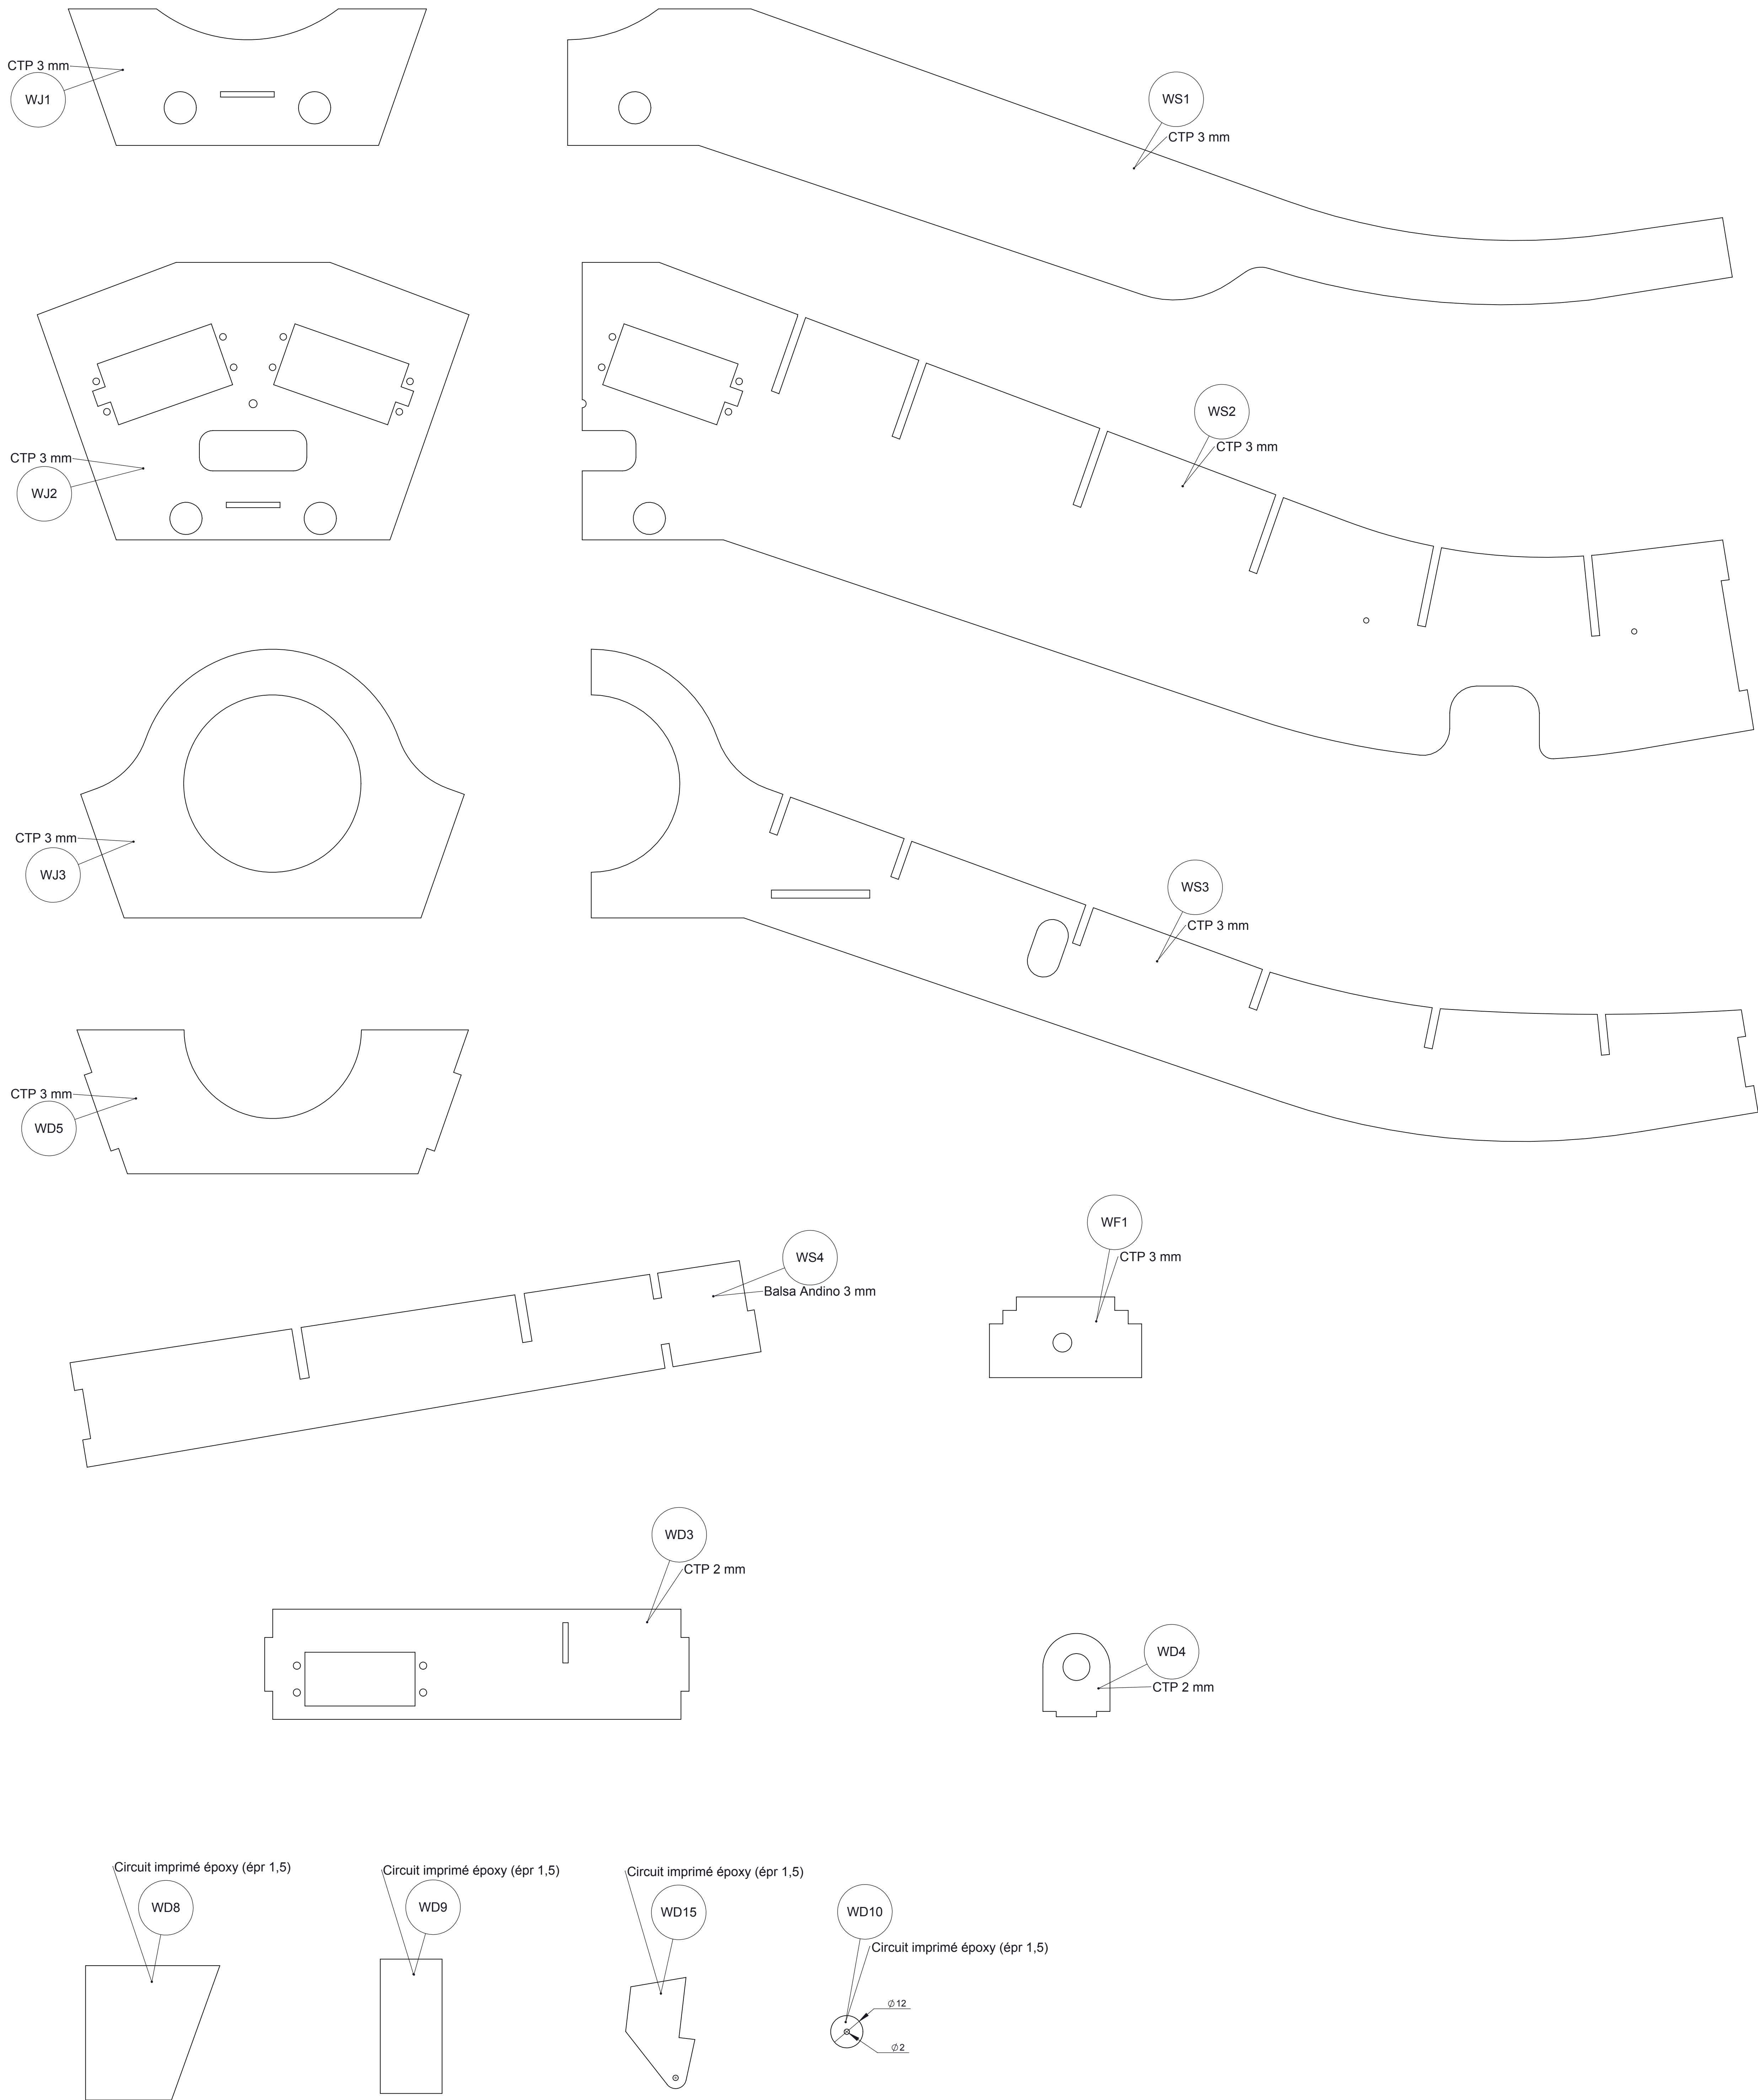 CTP 3 mm
WJ1
WS1
CTP 3 mm
WS2
CTP 3 mm
CTP 3 mm
WJ2
CTP 3 mm
WJ3
WS3
CTP 3 mm
CTP 3 mm
WD5
WF1
CTP 3 mm
WS4
Balsa Andino 3 mm
WD3
CTP 2 mm
WD4
CTP 2 mm
Circuit imprimé époxy (épr 1,5)
WD8
Circuit imprimé époxy (épr 1,5)
WD9
Circuit imprimé époxy (épr 1,5)
WD15
WD10
Circuit imprimé époxy (épr 1,5)
∅12
∅2